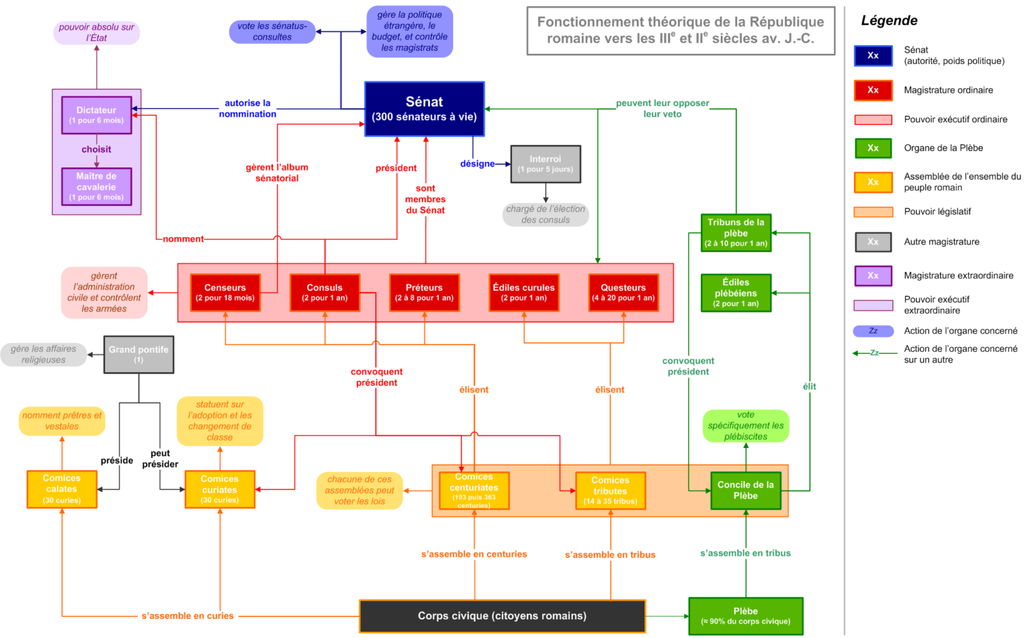 Fonctionnement théorique de la République
romaine vers les IIIe et IIe siècles av. J.-C.
pouvoir absolu sur
l'État
vote les sénatus-
consultes
gère la politique
étrangère, le
budget, et contrôle
les magistrats
Dictateur
(1 pour 6 mois)
choisit
Maître de
cavalerie
(1 pour 6 mois)
autorise la
nommination
Sénat
(300 sénateurs à vie)
peuvent leur opposer
leur veto
gèrent l'album
sénatorial
président
sont
membres
du Sénat
désigne
Interroi
(1 pour 5 jours)
chargé de l'élection
des consuls
nomment
Tribuns de la
plèbe
(2 à 10 pour 1 an)
gèrent
l'administration
civile et contrôlent
les armées
Censeurs
(2 pour 18 mois)
Consuls
(2 pour 1 an)
Préteurs
(2 à 8 pour 1 an)
Édiles curules
(2 pour 1 an)
Questeurs
(4 à 20 pour 1 an)
Édiles
plébéiens
(2 pour 1 an)
gère les affaires
religieuses
Grand pontife
(1)
convoquent
président
élisent
élisent
convoquent
président
élit
nomment prêtres et
vestales
statuent sur
l'adoption et les
changement de
classe
vote
spécifiquement les
plébiscites
préside
peut
présider
Comices
calates
(30 curies)
Comices
curiates
(30 curies)
chacune de ces
assemblées peut
voter les lois
Comices
centuriates
(193 puis 363
centuries)
Comices
tributes
(14 à 35 tribus)
Concile de la
Plèbe
s'assemble en centuries
s'assemble en tribus
s'assemble en tribus
s'assemble en curies
Corps civique (citoyens romains)
Plèbe
(≈ 90% du corps civique)
Légende
Xx
Sénat
(autorité, poids politique)
Xx
Magistrature ordinaire
Pouvoir exécutif ordinaire
Xx
Organe de la Plèbe
Xx
Assemblée de l'ensemble du
peuple romain
Pouvoir législatif
Xx
Autre magistrature
Xx
Magistrature extraordinaire
Pouvoir exécutif
extraordinaire
Zz
Action de l'organe concerné
Zz
Action de l'organe concerné
sur un autre